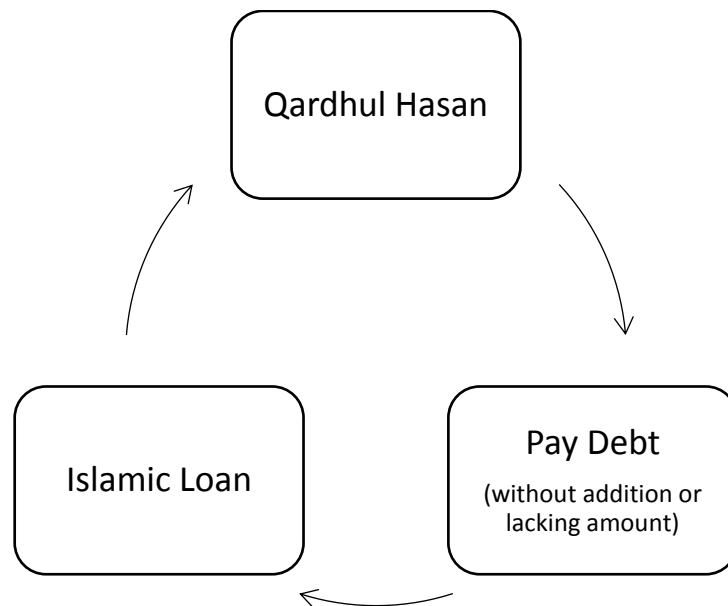 Qardhul Hasan
Pay Debt
(without addition or
lacking amount)
Islamic Loan